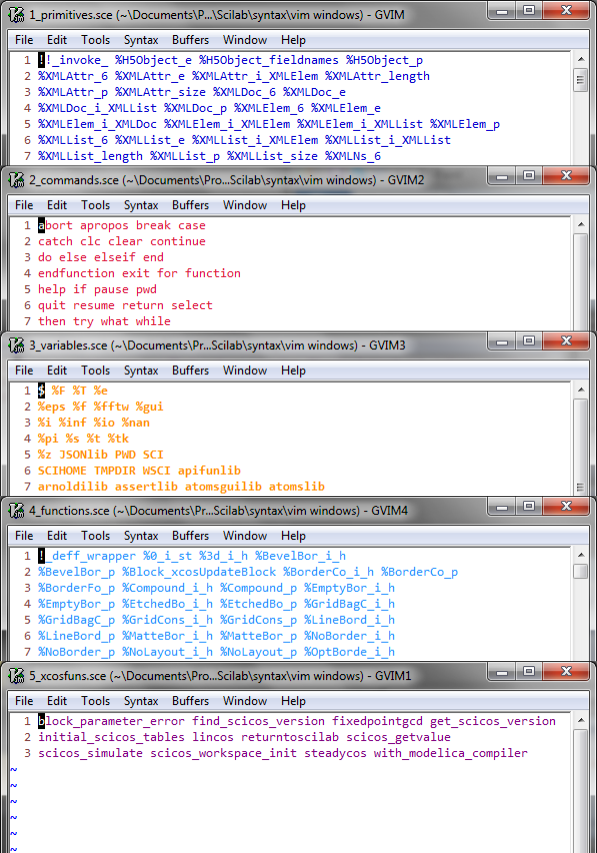 1_primitives.sce (~\Documents\P...Scilab\syntax\vim windows) - GVIM
File Edit Tools Syntax Buffers Window Help
1 !!_invoke_ %H5Object_e %H5Object_fieldnames %H5Object_p
2 %XMLAttr_6 %XMLAttr_e %XMLAttr_i_XMLElem %XMLAttr_length
3 %XMLAttr_p %XMLAttr_size %XMLDoc_6 %XMLDoc_e
4 %XMLDoc_i_XMLList %XMLDoc_p %XMLElem_6 %XMLElem_e
5 %XMLElem_i_XMLDoc %XMLElem_i_XMLElem %XMLElem_i_XMLList %XMLElem_p
6 %XMLList_6 %XMLList_e %XMLList_i_XMLElem %XMLList_i_XMLList
7 %XMLList_length %XMLList_p %XMLList_size %XMLNs_6
2_commands.sce (~\Documents\Pro...Scilab\syntax\vim windows) - GVIM2
File Edit Tools Syntax Buffers Window Help
1 abort apropos break case
2 catch clc clear continue
3 do else elseif end
4 endfunction exit for function
5 help if pause pwd
6 quit resume return select
7 then try what while
3_variables.sce (~\Documents\Pr...Scilab\syntax\vim windows) - GVIM3
File Edit Tools Syntax Buffers Window Help
1 $ %F %T %e
2 %eps %f %fftw %gui
3 %i %inf %io %nan
4 %pi %s %t %tk
5 %z JSONlib PWD SCI
6 SCIHOME TMPDIR WSCI apifunlib
7 arnoldilib assertlib atomsguilib atomslib
4_functions.sce (~\Documents\Pr...Scilab\syntax\vim windows) - GVIM4
File Edit Tools Syntax Buffers Window Help
1 !_deff_wrapper %0_i_st %3d_i_h %BevelBor_i_h
2 %BevelBor_p %Block_xcosUpdateBlock %BorderCo_i_h %BorderCo_p
3 %BorderFo_p %Compound_i_h %Compound_p %EmptyBor_i_h
4 %EmptyBor_p %EtchedBo_i_h %EtchedBo_p %GridBagC_i_h
5 %GridBagC_p %GridCons_i_h %GridCons_p %LineBord_i_h
6 %LineBord_p %MatteBor_i_h %MatteBor_p %NoBorder_i_h
7 %NoBorder_p %NoLayout_i_h %NoLayout_p %OptBorde_i_h
5_xcosfuns.sce (~\Documents\Pro...Scilab\syntax\vim windows) - GVIM1
File Edit Tools Syntax Buffers Window Help
1 block_parameter_error find_scicos_version fixedpointgcd get_scicos_version
2 initial_scicos_tables lincos returntoscilab scicos_getvalue
3 scicos_simulate scicos_workspace_init steadycos with_modelica_compiler
~
~
~
~
~
~